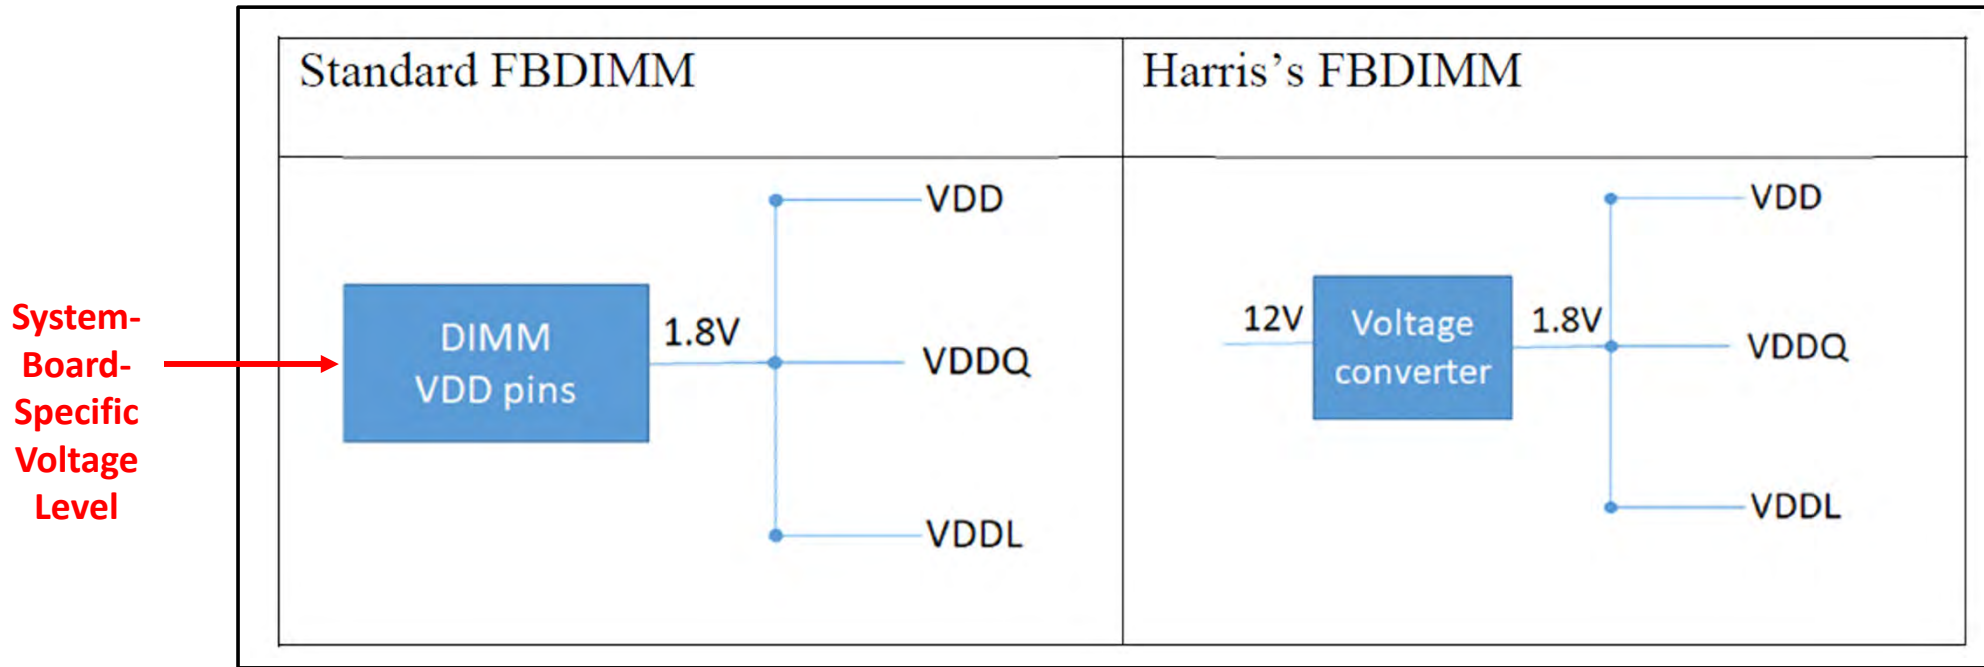 Standard FBDIMM
Harris’s FBDIMM
System-
Board-
Specific
Voltage
Level
DIMM
VDD pins
1.8V
VDD
VDDQ
VDDL
12V
Voltage
converter
1.8V
VDD
VDDQ
VDDL